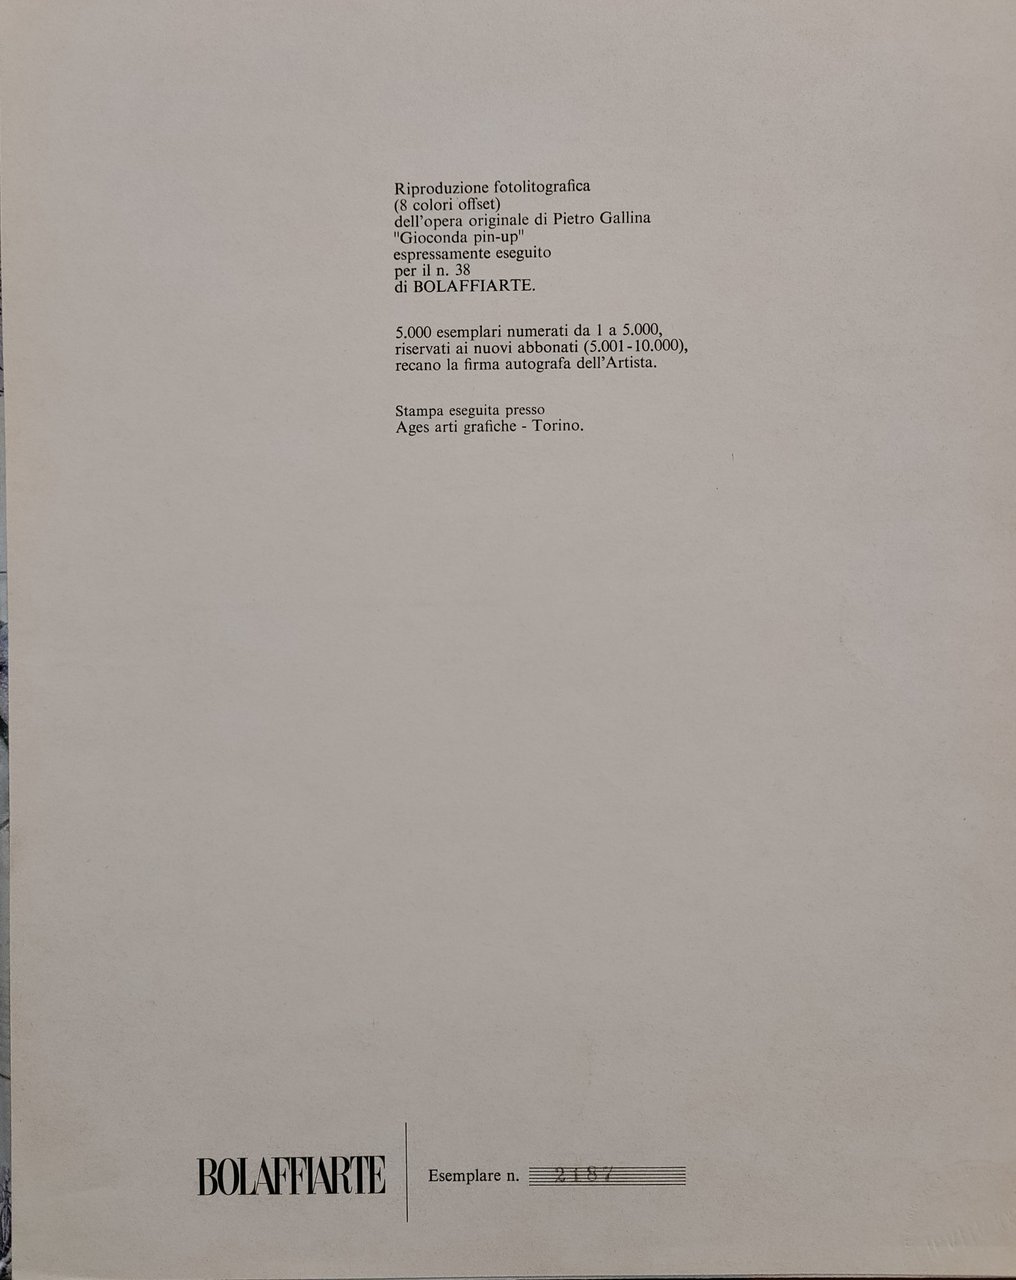 Riproduzione fotolitografica
(8 colori offset)
dell'opera originale di Pietro Gallina
"Gioconda pin-up"
espressamente eseguito
per il n. 38
di BOLAFFIARTE.
5.000 esemplari numerati da 1 a 5.000,
riservati ai nuovi abbonati (5.001-10.000),
recano la firma autografa dell'Artista.
Stampa eseguita presso
Ages arti grafiche - Torino.
BOLAFFIARTE
Esemplare n. 2187